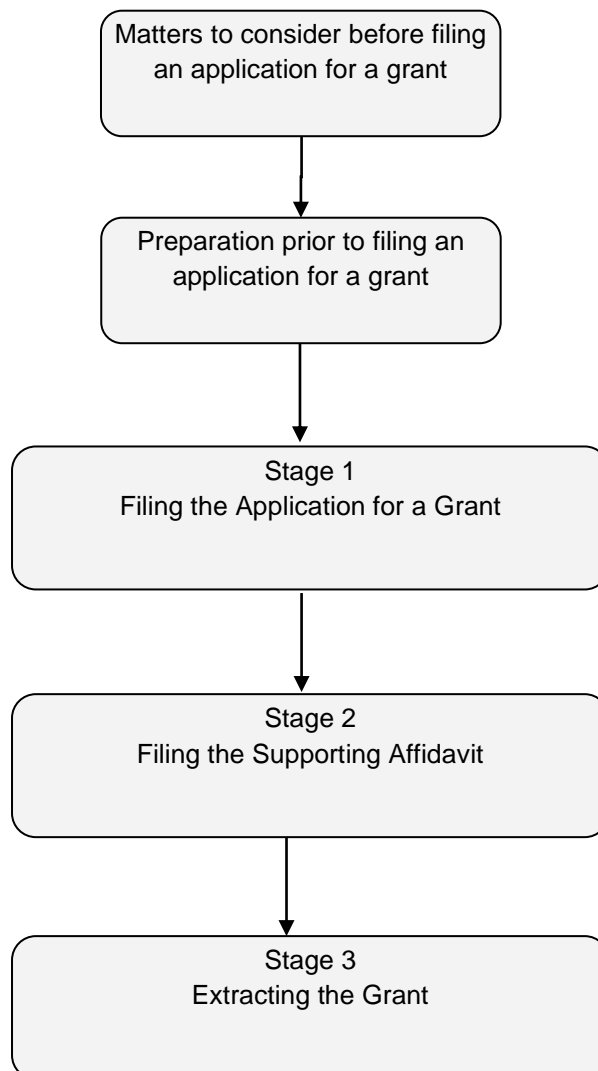 Matters to consider before filing
an application for a grant
Preparation prior to filing an
application for a grant
Stage 1
Filing the Application for a Grant
Stage 2
Filing the Supporting Affidavit
Stage 3
Extracting the Grant